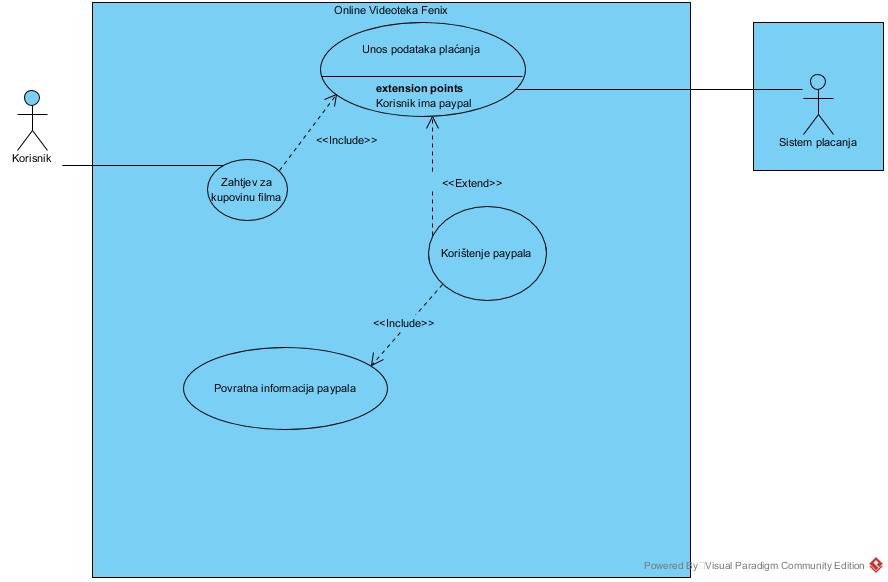 Online Videoteka Fenix
Unos podataka plaćanja
extension points
Korisnik ima paypal
<<Include>>
Korisnik
Sistem placanja
Zahtjev za
kupovinu filma
<<Extend>>
Korištenje paypala
<<Include>>
Povratna informacija paypala
Powered By Visual Paradigm Community Edition